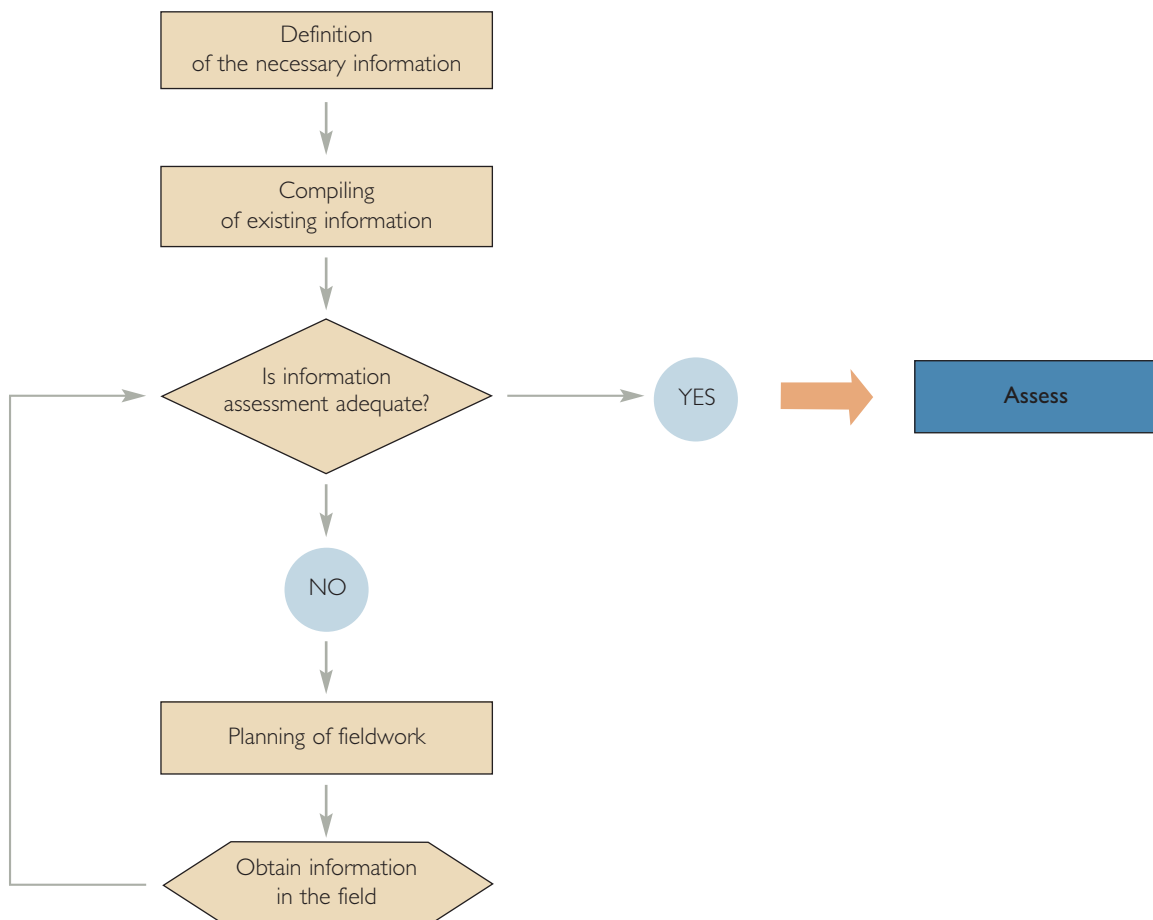 Definition
of the necessary information
Compiling
of existing information
Is information
assessment adequate?
YES
Assess
NO
Planning of fieldwork
Obtain information
in the field